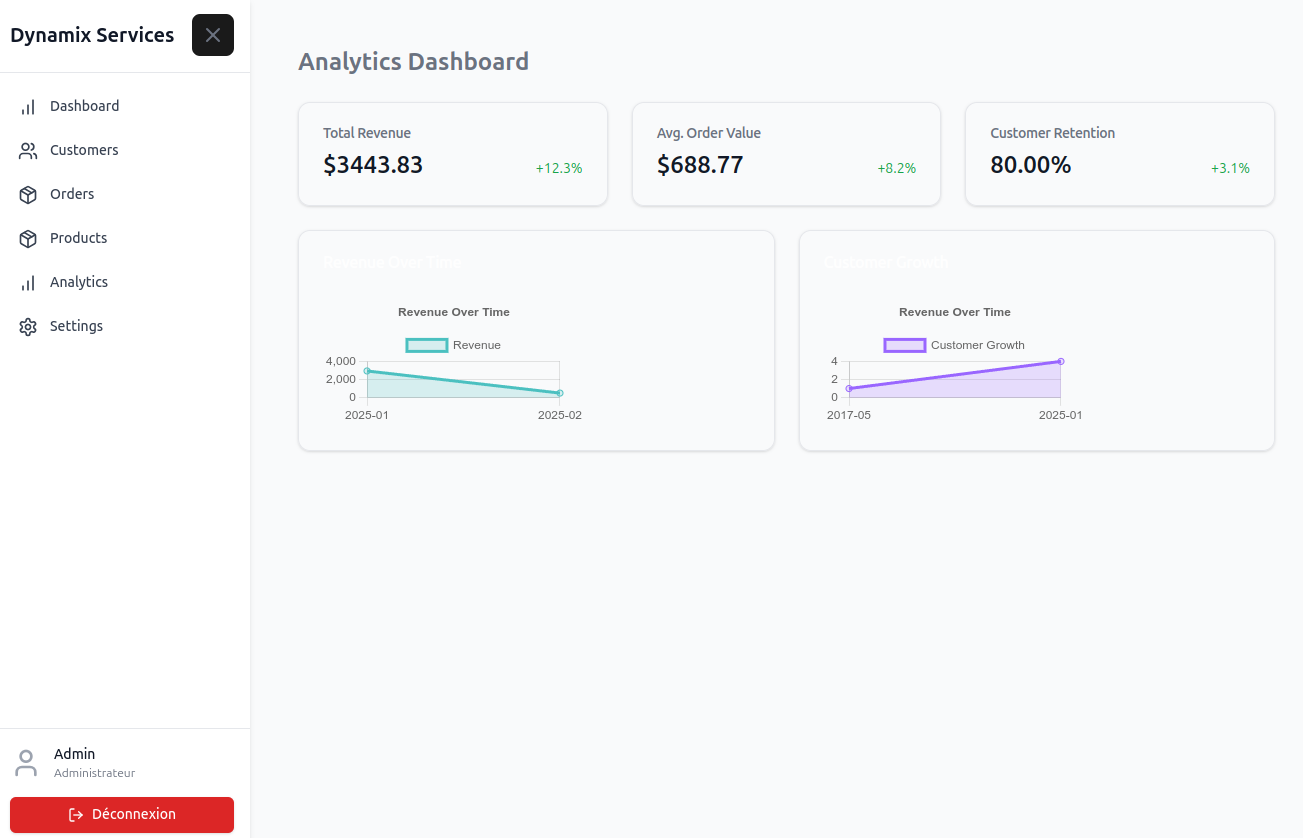 Dynamix Services
Dashboard
Customers
Orders
Products
Analytics
Settings
Admin
Administrateur
Déconnexion
Analytics Dashboard
Total Revenue
$3443.83
+12.3%
Avg. Order Value
$688.77
+8.2%
Customer Retention
80.00%
+3.1%
Revenue Over Time
Revenue Over Time
Revenue
4,000
2,000
0
2025-01
2025-02
Customer Growth
Revenue Over Time
Customer Growth
4
2
0
2017-05
2025-01